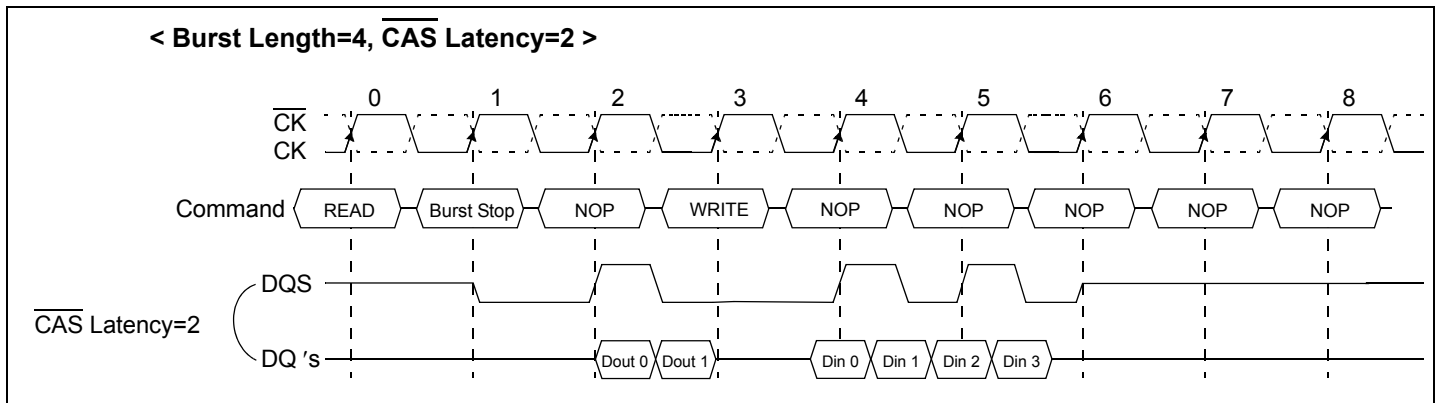 < Burst Length=4, CAS Latency=2 >
0 1 2 3 4 5 6 7 8
CK
CK
Command READ Burst Stop NOP WRITE NOP NOP NOP NOP NOP
DQS
CAS Latency=2
DQ 's Dout 0 Dout 1 Din 0 Din 1 Din 2 Din 3